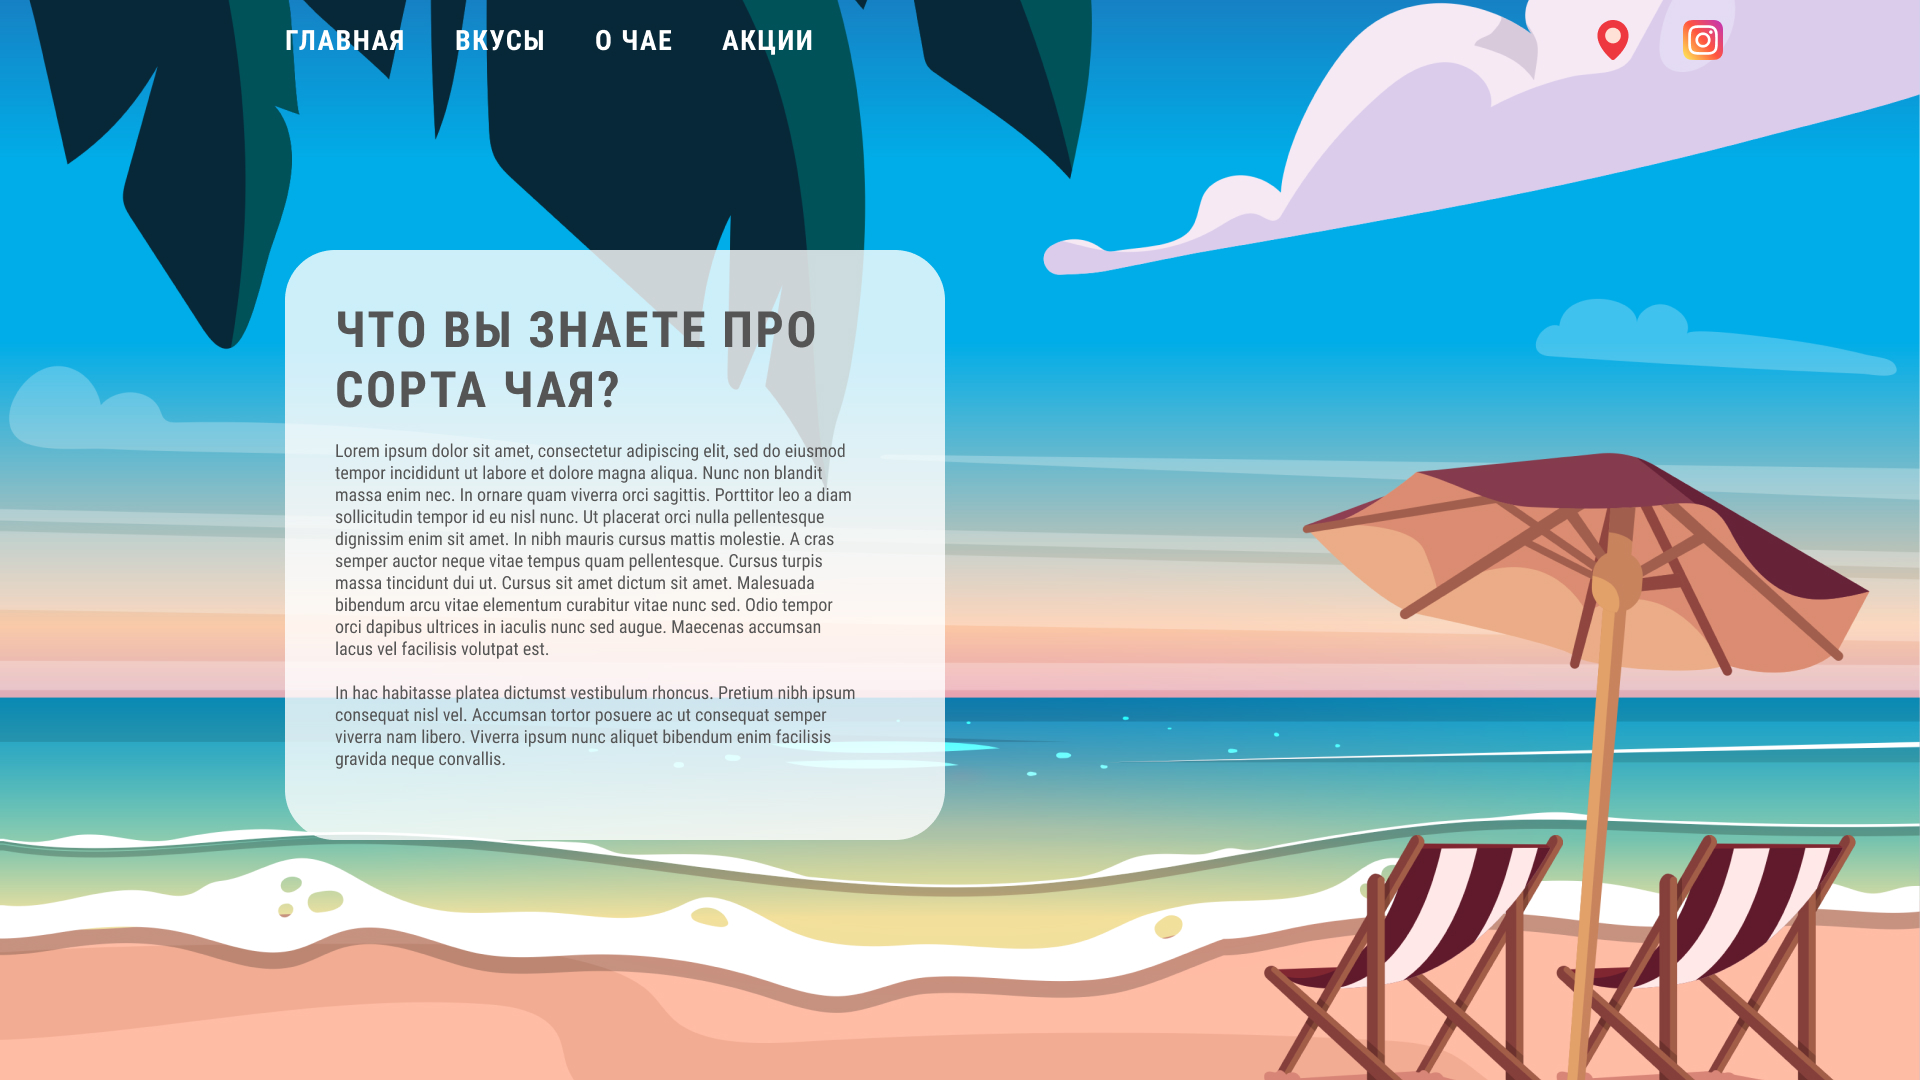 ГЛАВНАЯ ВКУСЫ О ЧАЕ АКЦИИ
ЧТО ВЫ ЗНАЕТЕ ПРО
СОРТА ЧАЯ?
Lorem ipsum dolor sit amet, consectetur adipiscing elit, sed do eiusmod
tempor incididunt ut labore et dolore magna aliqua. Nunc non blandit
massa enim nec. In ornare quam viverra orci sagittis. Porttitor leo a diam
sollicitudin tempor id eu nisl nunc. Ut placerat orci nulla pellentesque
dignissim enim sit amet. In nibh mauris cursus mattis molestie. A cras
semper auctor neque vitae tempus quam pellentesque. Cursus turpis
massa tincidunt dui ut. Cursus sit amet dictum sit amet. Malesuada
bibendum arcu vitae elementum curabitur vitae nunc sed. Odio tempor
orci dapibus ultrices in iaculis nunc sed augue. Maecenas accumsan
lacus vel facilisis volutpat est.
In hac habitasse platea dictumst vestibulum rhoncus. Pretium nibh ipsum
consequat nisl vel. Accumsan tortor posuere ac ut consequat semper
viverra nam libero. Viverra ipsum nunc aliquet bibendum enim facilisis
gravida neque convallis.